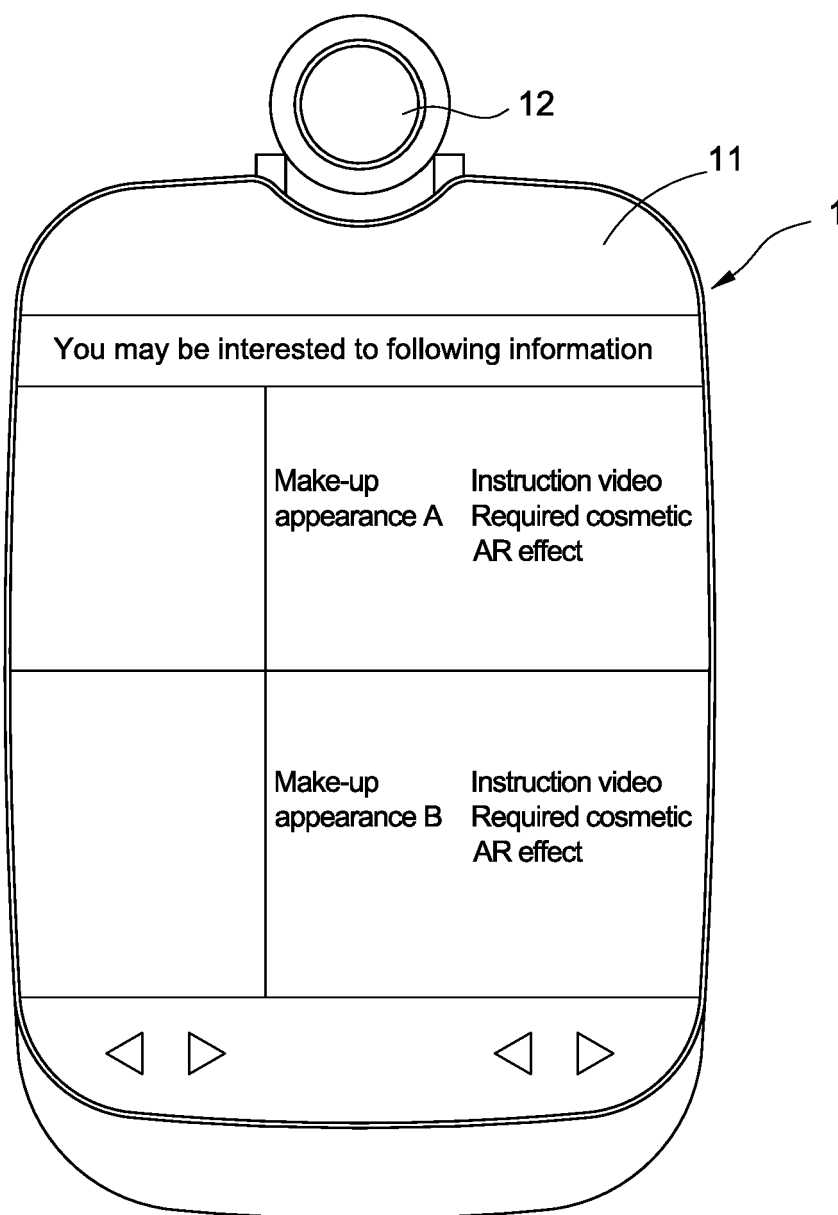 12
11
1
You may be interested to following information
Make-up Instruction video
appearance A Required cosmetic
AR effect
Make-up Instruction video
appearance B Required cosmetic
AR effect